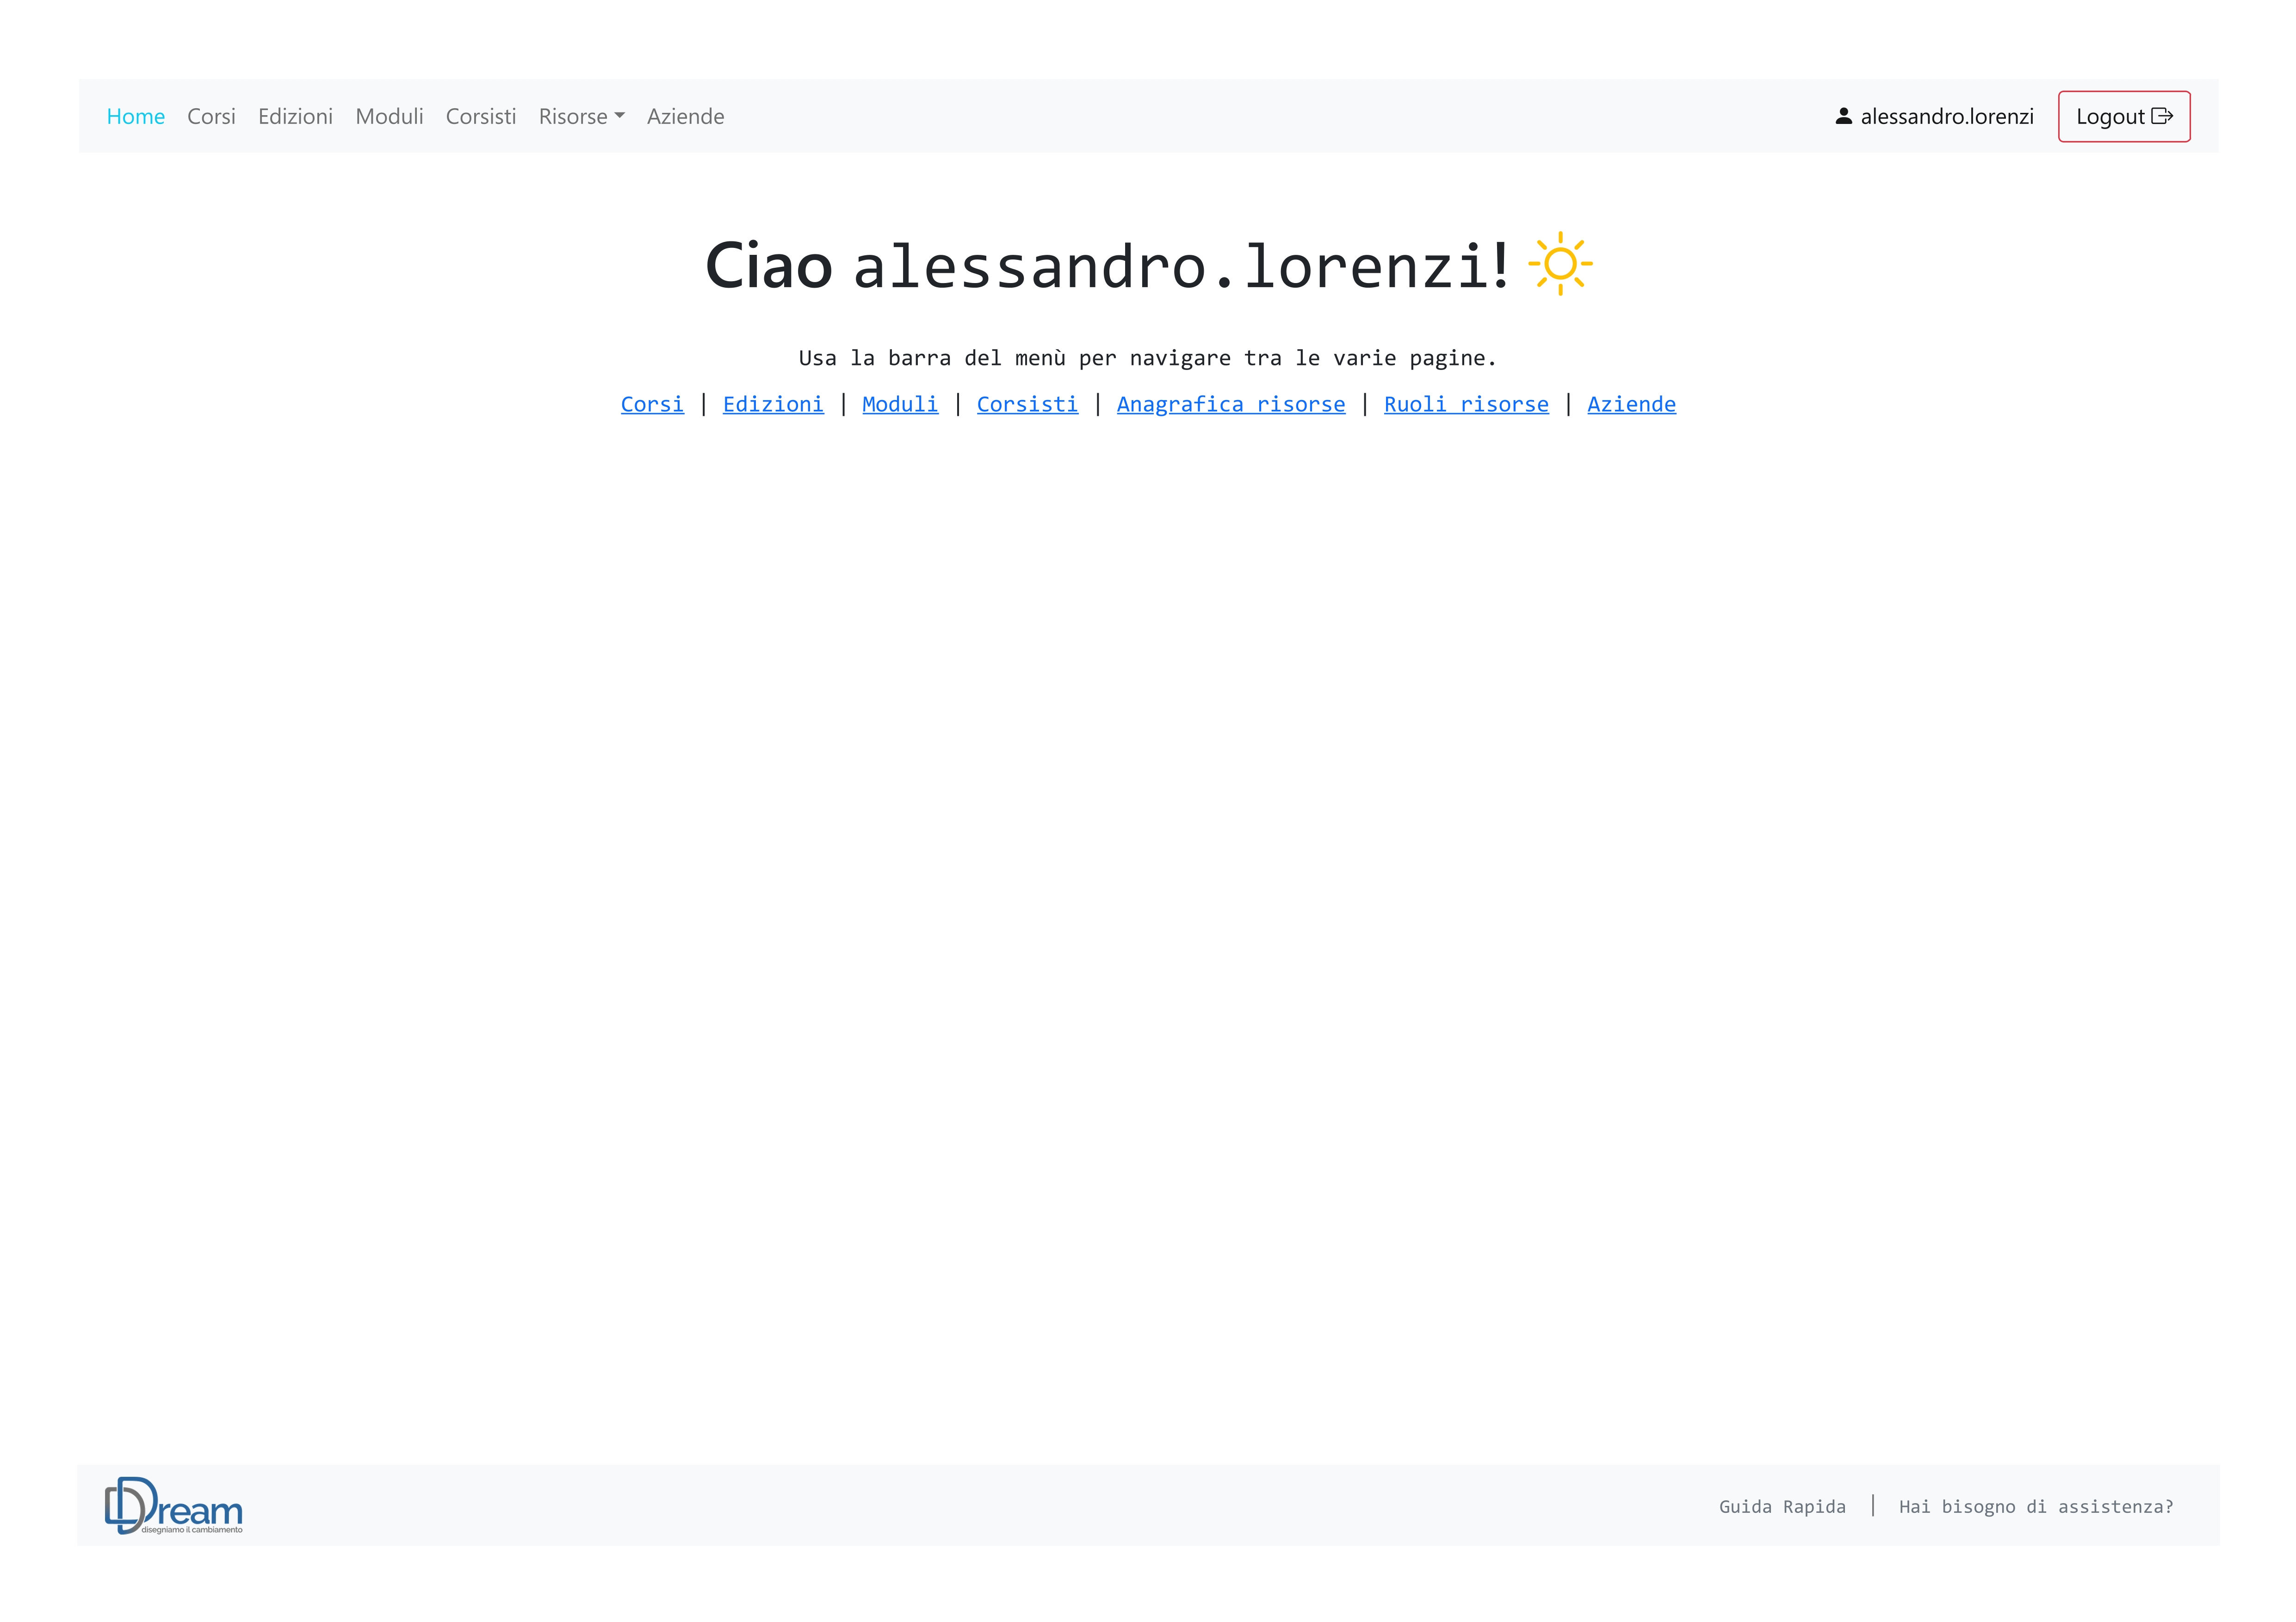 Home Corsi Edizioni Moduli Corsisti Risorse Aziende alessandro.lorenzi Logout
Ciao alessandro.lorenzi!
Usa la barra del menù per navigare tra le varie pagine.
Corsi | Edizioni | Moduli | Corsisti | Anagrafica risorse | Ruoli risorse | Aziende
Dream
disegniamo il cambiamento
Guida Rapida | Hai bisogno di assistenza?